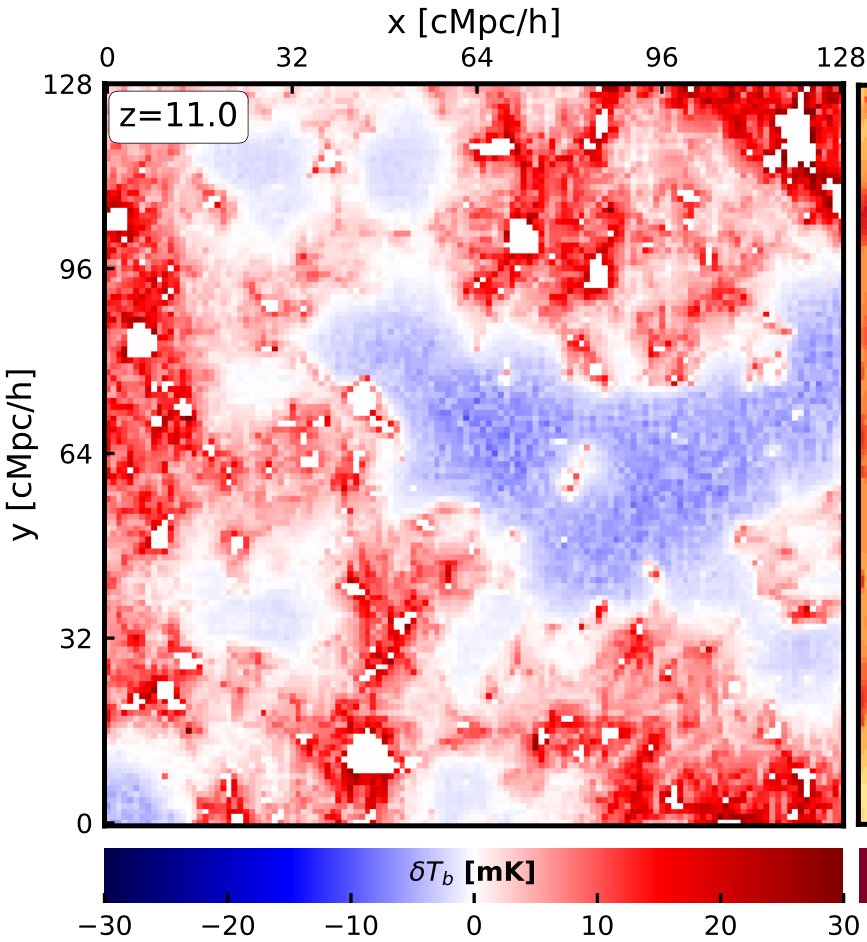 x [cMpc/h]
0 32 64 96 128
128
z=11.0
96
y [cMpc/h]
64
32
0
δT_b [mK]
−30 −20 −10 0 10 20 30